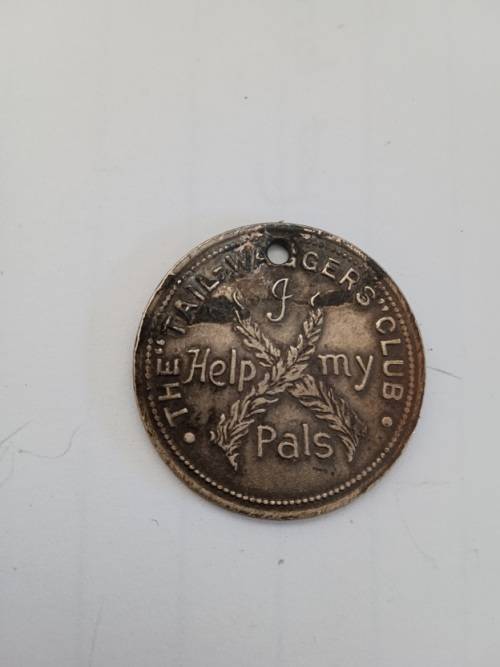 THE "TAIL-WAGGERS" CLUB
I
Help my
Pals